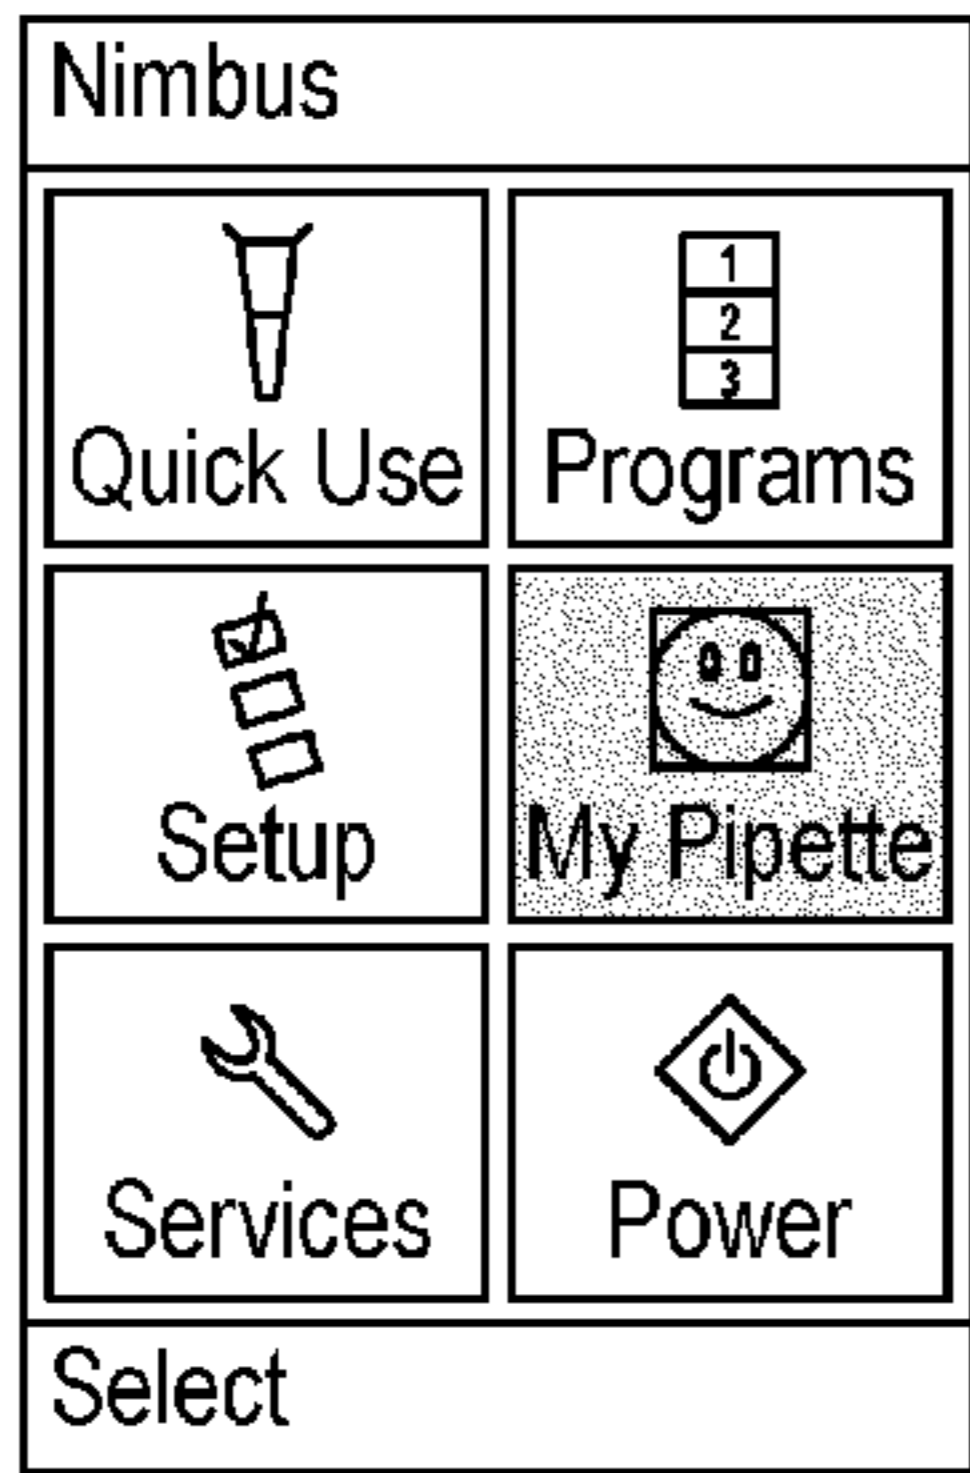 Nimbus
1
2
3
Quick Use
Programs
Setup
My Pipette
Services
Power
Select